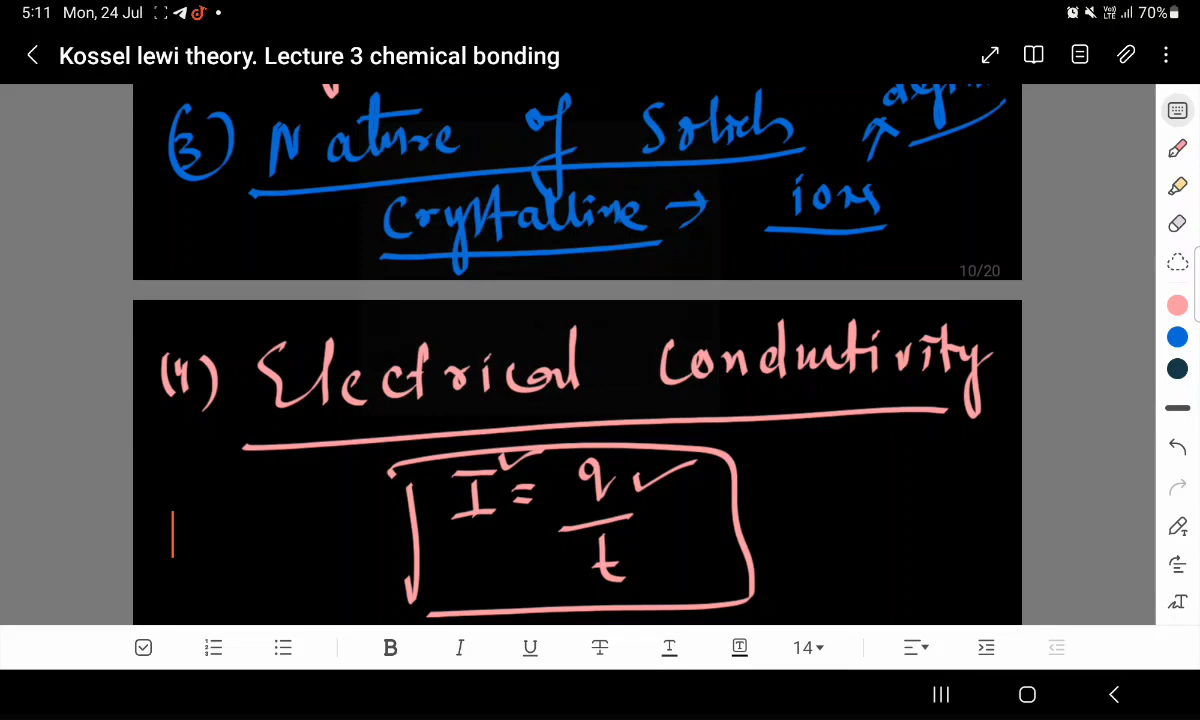 5:11 Mon, 24 Jul 70%
Kossel lewi theory. Lecture 3 chemical bonding
(3) Nature of Solids
Crystalline → ions
10/20
(4) Electrical Conductivity
I = q
t
B I U T T T 14